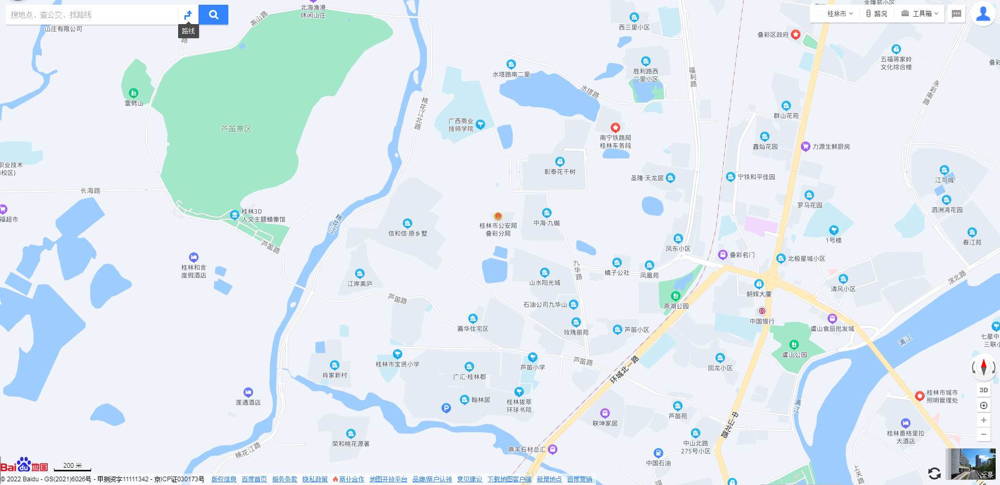 搜地点、查公交、找路线
路线
山庄有限公司
路
燕山路
北海渔港
休闲山庄
西三里小区
金隆苑小区
桂林市
路况
工具箱
叠彩区政府
五福蒋家岭
文化综合楼
叠彩
水塔路南二里
胜利路西
二里小区
福利路
永彩南路
水塔路
雷劈山
芦笛景区
桃花江北路
广西商业
技师学院
群山花苑
南宁铁路局
桂林车务段
鑫灿花园
力源生鲜厨房
职业技术
校区)
彰泰花千树
圣隆·天龙居
宁铁和平佳园
江与城
长海路
罗马花园
泗洲湾花园
福超市
桂林3D
人文主题蜡像馆
桃花江
信和信·原乡墅
桂林市公安局
叠彩分局
中海·九樾
1号楼
春江苑
凤东小区
芦笛路
叠彩名门
北极星城小区
桂林和舍
度假酒店
九华路
橘子公社
凤凰苑
江岸美庐
山水阳光城
滨北路
清风小区
朝辉大厦
芦笛路
石油公司九华山
燕湖公园
中国银行
嘉华住宅区
玫瑰丽苑
芦笛小区
虞山食品批发城
七星中
三联小
漓江
虞山公园
桂林市宝贤小学
芦笛小学
芦笛路
环城北一路
回龙小区
肖家新村
广汇·桂林郡
莲遇酒店
翰林居
桂林拔萃
环球书院
漓江
桂林市城市
照明管理处
3D
P
芦笛苑
联坤家居
中山北路
桂林香格里拉
大酒店
荣和桃花源著
中山北路
275号小区
鼎丰石材总汇
桃花江路
中国石油
上关路
全景
Bai du 地图
200 米
© 2022 Baidu - GS(2021)6026号 - 甲测资字11111342 - 京ICP证030173号 版权信息 百度首页 服务条款 隐私政策 商业合作 地图开放平台 品牌/商户认领 意见建议 下载地图客户端 新增地点 百度营销